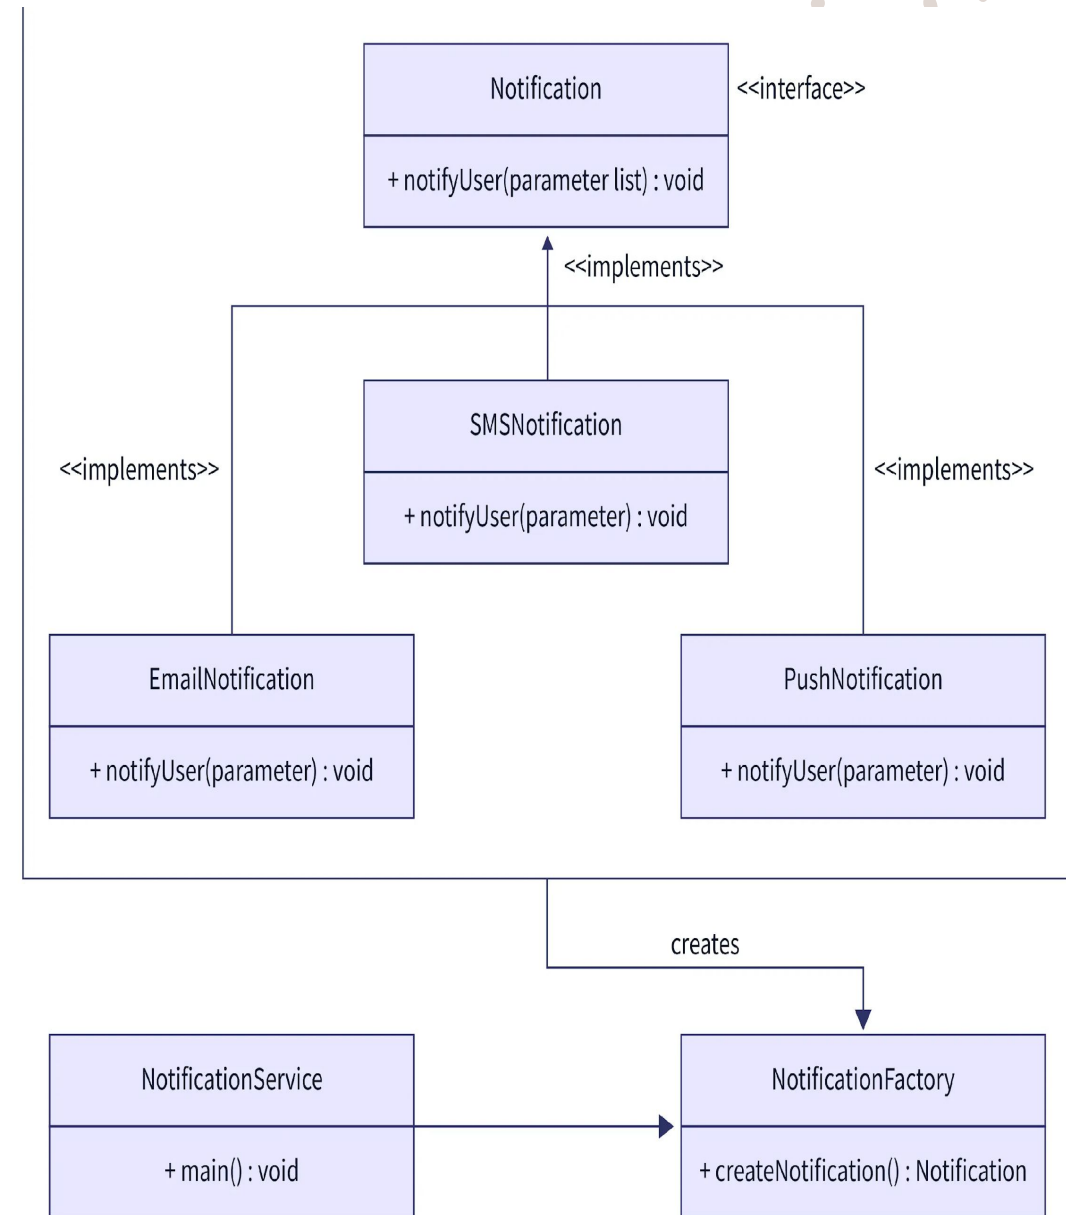 Notification
<<interface>>
+ notifyUser(parameter list) : void
<<implements>>
SMSNotification
<<implements>>
<<implements>>
+ notifyUser(parameter) : void
EmailNotification
PushNotification
+ notifyUser(parameter) : void
+ notifyUser(parameter) : void
creates
NotificationService
NotificationFactory
+ main() : void
+ createNotification() : Notification